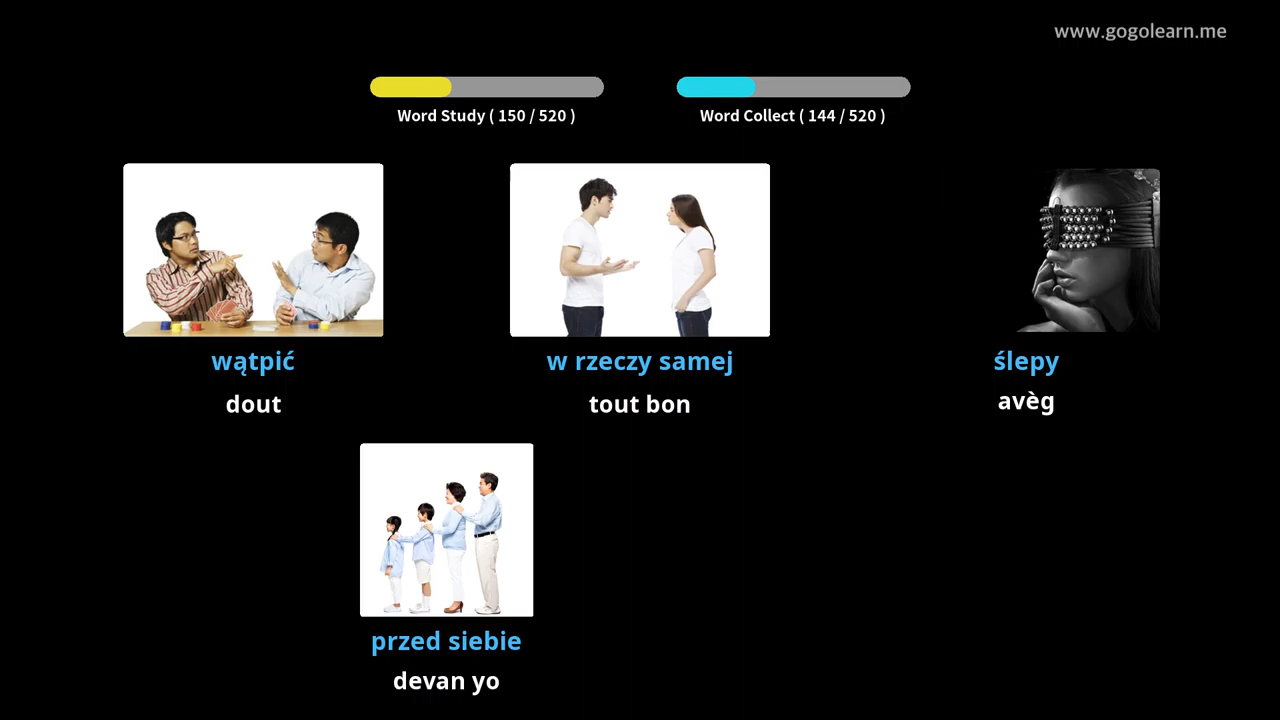 www.gogolearn.me
Word Study ( 150 / 520 )
Word Collect ( 144 / 520 )
wątpić
dout
w rzeczy samej
tout bon
ślepy
avèg
przed siebie
devan yo